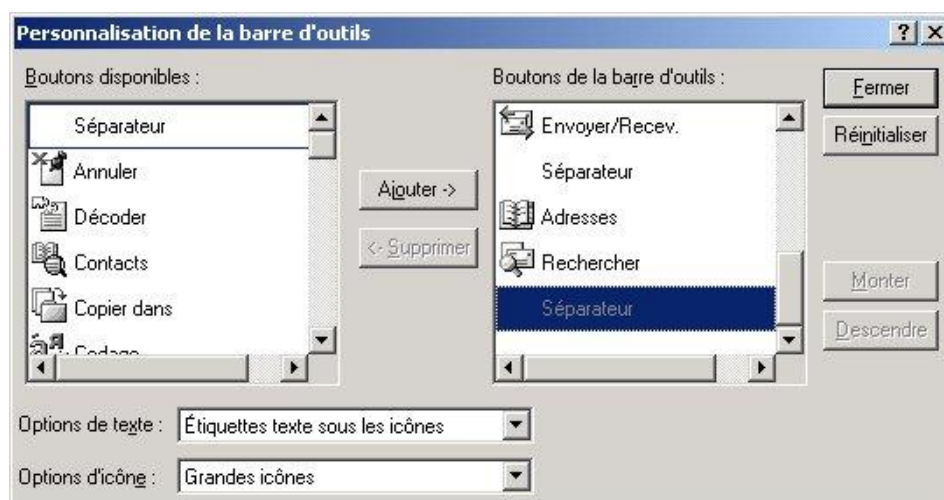 Personnalisation de la barre d'outils
Boutons disponibles :
Séparateur
Annuler
Décoder
Contacts
Copier dans
Codage
Ajouter ->
<- Supprimer
Boutons de la barre d'outils :
Envoyer/Recev.
Séparateur
Adresses
Rechercher
Séparateur
Fermer
Réinitialiser
Monter
Descendre
Options de texte :
Étiquettes texte sous les icônes
Options d'icône :
Grandes icônes